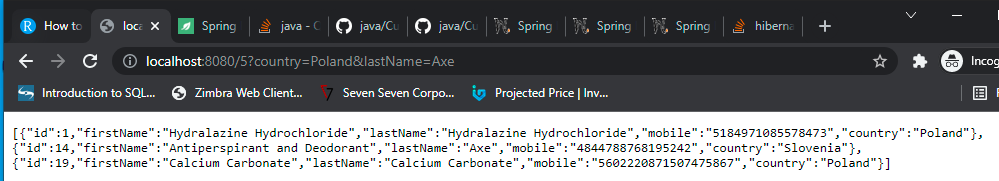 How to
loca
Spring
java - C
java/Cu
java/Cu
Spring
Spring
Spring
hiberna
localhost:8080/5?country=Poland&lastName=Axe
Incog
Introduction to SQL...
Zimbra Web Client...
Seven Seven Corpo...
Projected Price | Inv...
[{"id":1,"firstName":"Hydralazine Hydrochloride","lastName":"Hydralazine Hydrochloride","mobile":"5184971085578473","country":"Poland"},
{"id":14,"firstName":"Antiperspirant and Deodorant","lastName":"Axe","mobile":"4844788768195242","country":"Slovenia"},
{"id":19,"firstName":"Calcium Carbonate","lastName":"Calcium Carbonate","mobile":"5602220871507475867","country":"Poland"}]